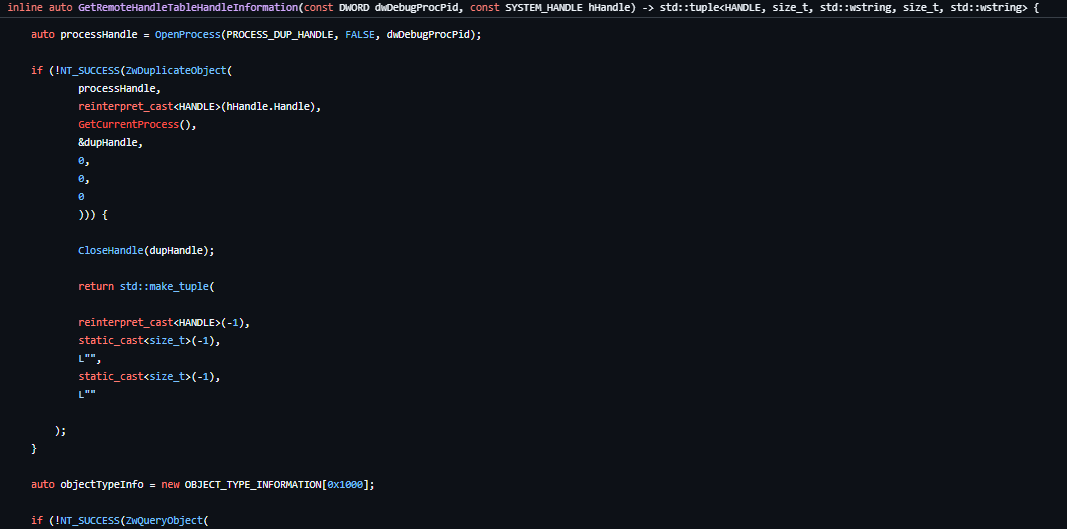 inline auto GetRemoteHandleTableHandleInformation(const DWORD dwDebugProcPid, const SYSTEM_HANDLE hHandle) -> std::tuple<HANDLE, size_t, std::wstring, size_t, std::wstring> {
auto processHandle = OpenProcess(PROCESS_DUP_HANDLE, FALSE, dwDebugProcPid);
if (!NT_SUCCESS(ZwDuplicateObject(
processHandle,
reinterpret_cast<HANDLE>(hHandle.Handle),
GetCurrentProcess(),
&dupHandle,
0,
0,
0
))) {
CloseHandle(dupHandle);
return std::make_tuple(
reinterpret_cast<HANDLE>(-1),
static_cast<size_t>(-1),
L"",
static_cast<size_t>(-1),
L""
);
}
auto objectTypeInfo = new OBJECT_TYPE_INFORMATION[0x1000];
if (!NT_SUCCESS(ZwQueryObject(